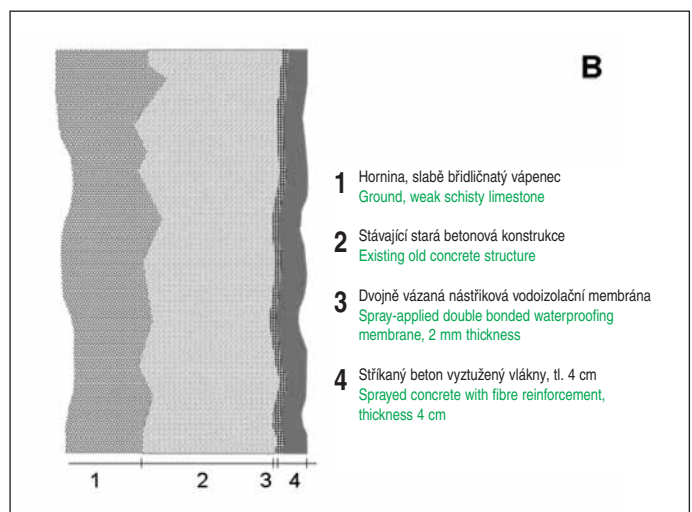 B
1 Hornina, slabě břidličnatý vápenec
Ground, weak schisty limestone
2 Stávající stará betonová konstrukce
Existing old concrete structure
3 Dvojně vázaná nástřiková vodoizolační membrána
Spray-applied double bonded waterproofing
membrane, 2 mm thickness
4 Stříkaný beton vyztužený vlákny, tl. 4 cm
Sprayed concrete with fibre reinforcement,
thickness 4 cm
1 2 3 4